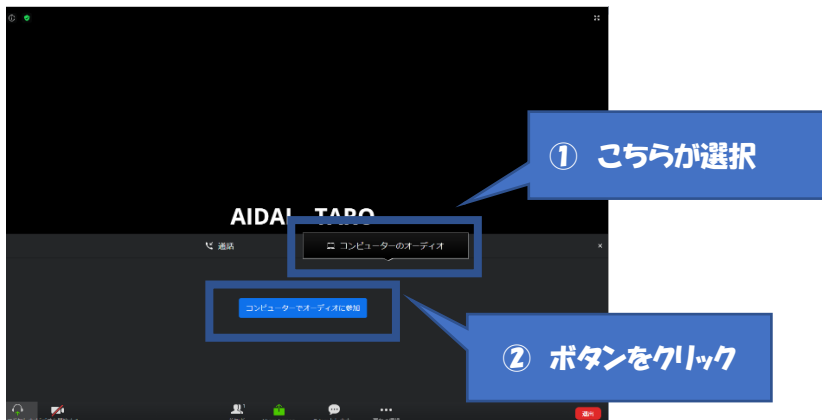 ① こちらが選択
AIDAI TARO
通話
コンピューターのオーディオ
×
コンピューターでオーディオに参加
② ボタンをクリック
退出